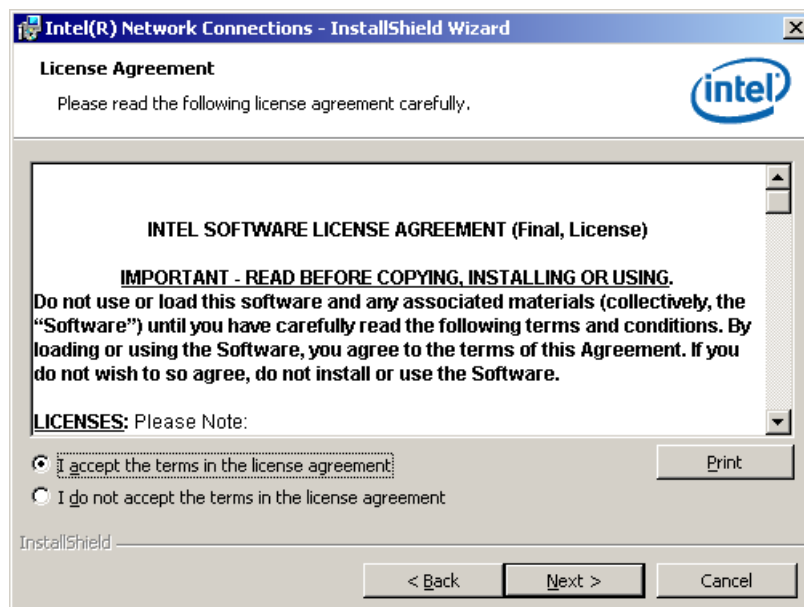 Intel(R) Network Connections - InstallShield Wizard
License Agreement
Please read the following license agreement carefully.
intel
INTEL SOFTWARE LICENSE AGREEMENT (Final, License)
IMPORTANT - READ BEFORE COPYING, INSTALLING OR USING.
Do not use or load this software and any associated materials (collectively, the
“Software”) until you have carefully read the following terms and conditions. By
loading or using the Software, you agree to the terms of this Agreement. If you
do not wish to so agree, do not install or use the Software.
LICENSES: Please Note:
I accept the terms in the license agreement
Print
I do not accept the terms in the license agreement
InstallShield
< Back
Next >
Cancel